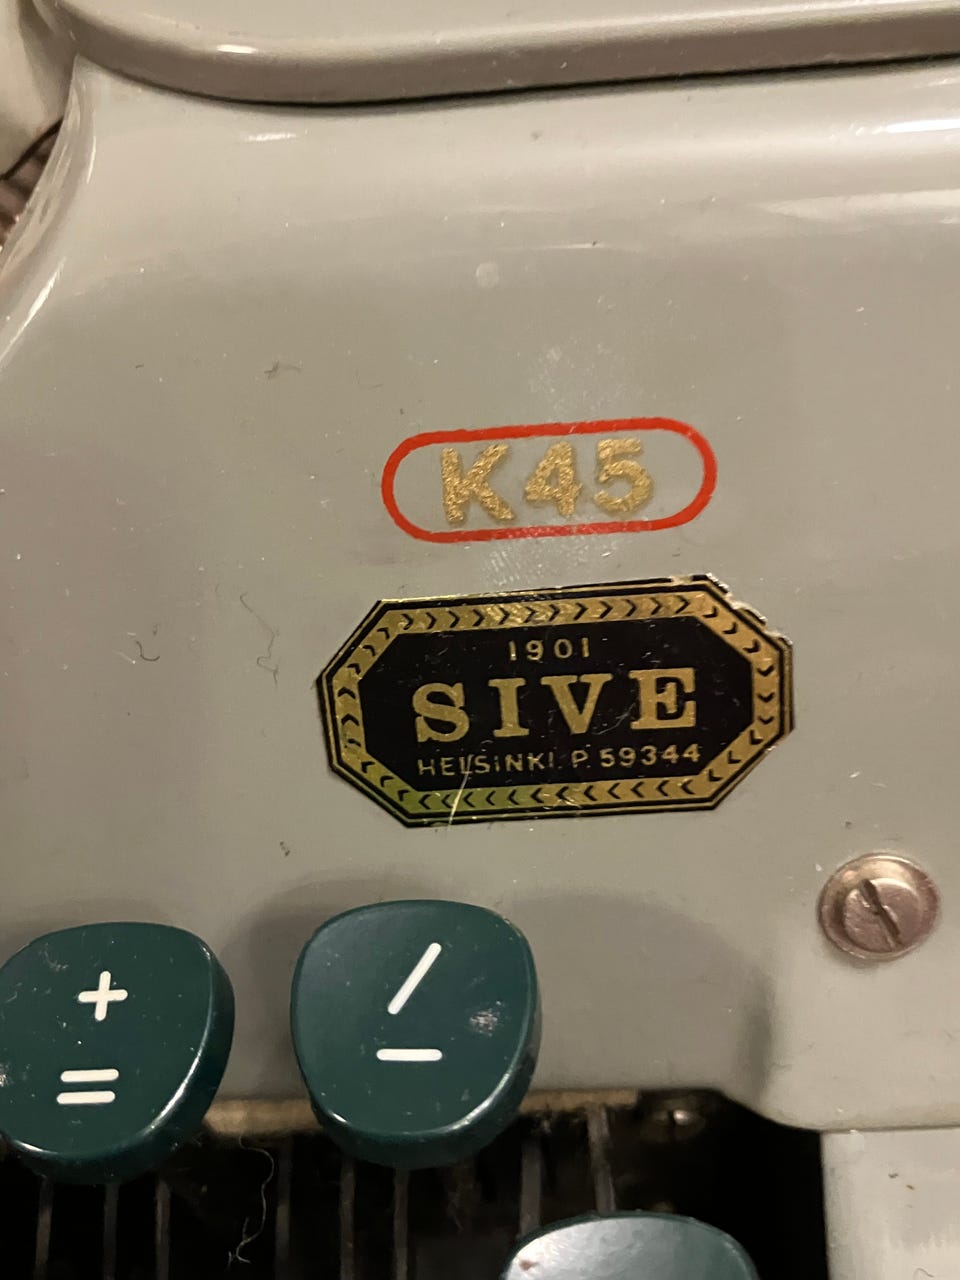 K45
1901
SIVE
HELSINKI P. 59344
+ /
= –